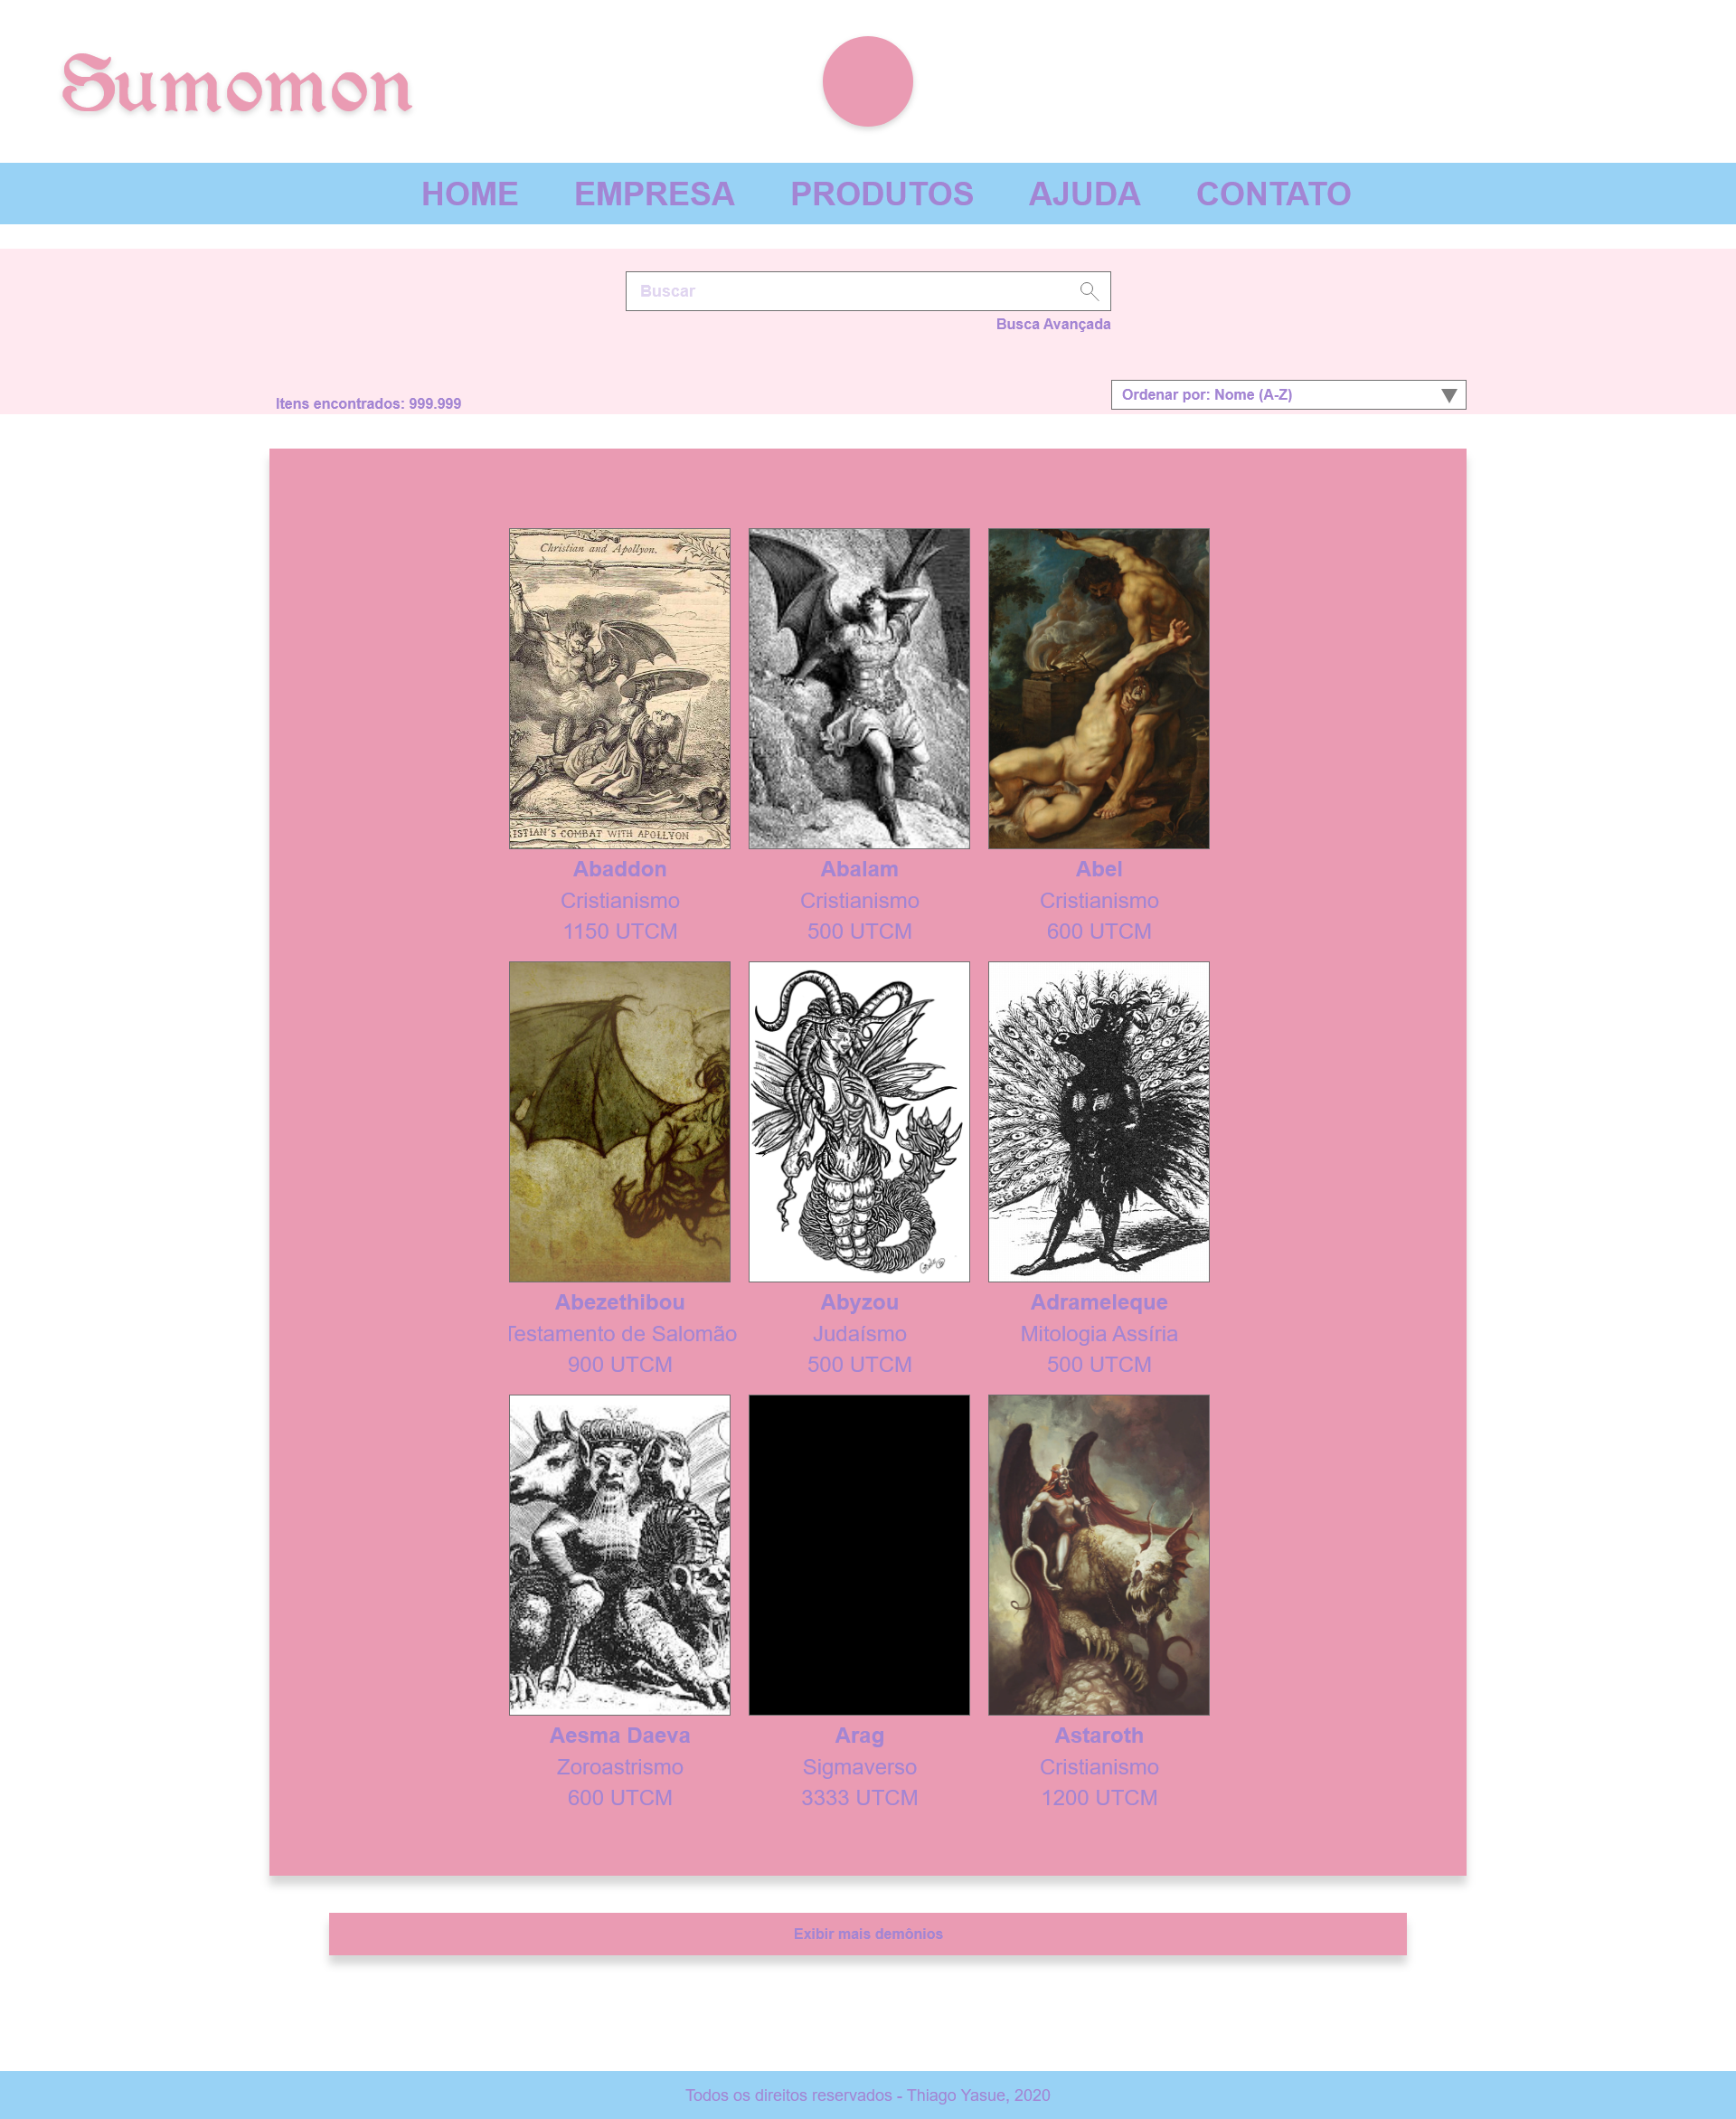 Sumomon
HOME EMPRESA PRODUTOS AJUDA CONTATO
Buscar
Busca Avançada
Itens encontrados: 999.999
Ordenar por: Nome (A-Z)
Christian and Apollyon.
ISTIAN'S COMBAT WITH APOLLYON
Abaddon
Cristianismo
1150 UTCM
Abalam
Cristianismo
500 UTCM
Abel
Cristianismo
600 UTCM
Abezethibou
Testamento de Salomão
900 UTCM
Abyzou
Judaísmo
500 UTCM
Adrameleque
Mitologia Assíria
500 UTCM
Aesma Daeva
Zoroastrismo
600 UTCM
Arag
Sigmaverso
3333 UTCM
Astaroth
Cristianismo
1200 UTCM
Exibir mais demônios
Todos os direitos reservados - Thiago Yasue, 2020